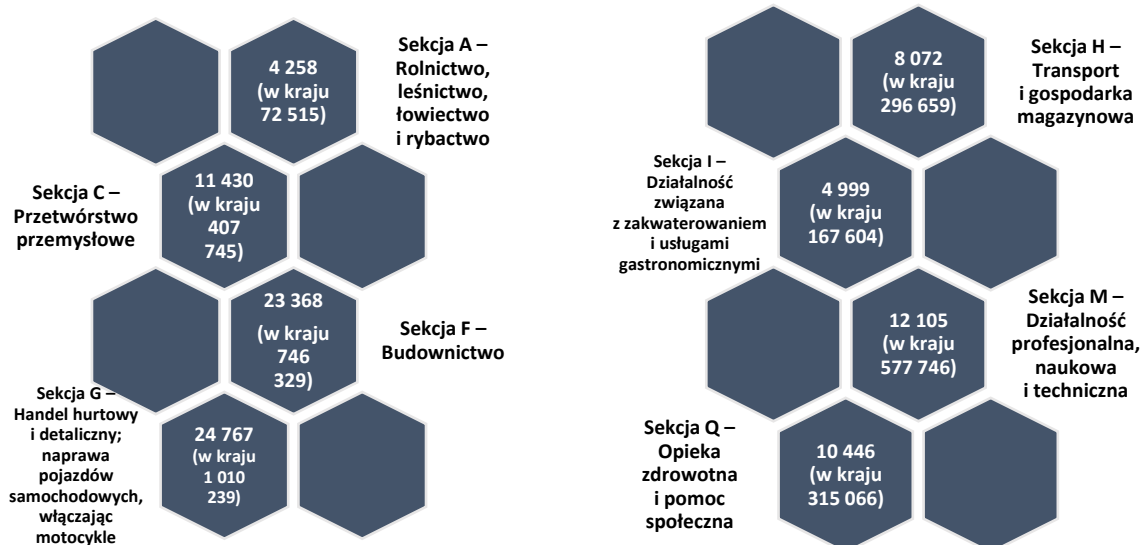 4 258
(w kraju
72 515)
Sekcja A –
Rolnictwo,
leśnictwo,
łowiectwo
i rybactwo
Sekcja C –
Przetwórstwo
przemysłowe
11 430
(w kraju
407
745)
23 368
(w kraju
746
329)
Sekcja F –
Budownictwo
Sekcja G –
Handel hurtowy
i detaliczny;
naprawa
pojazdów
samochodowych,
włączając
motocykle
24 767
(w kraju
1 010
239)
8 072
(w kraju
296 659)
Sekcja H –
Transport
i gospodarka
magazynowa
Sekcja I –
Działalność
związana
z zakwaterowaniem
i usługami
gastronomicznymi
4 999
(w kraju
167 604)
12 105
(w kraju
577 746)
Sekcja M –
Działalność
profesjonalna,
naukowa
i techniczna
Sekcja Q –
Opieka
zdrowotna
i pomoc
społeczna
10 446
(w kraju
315 066)